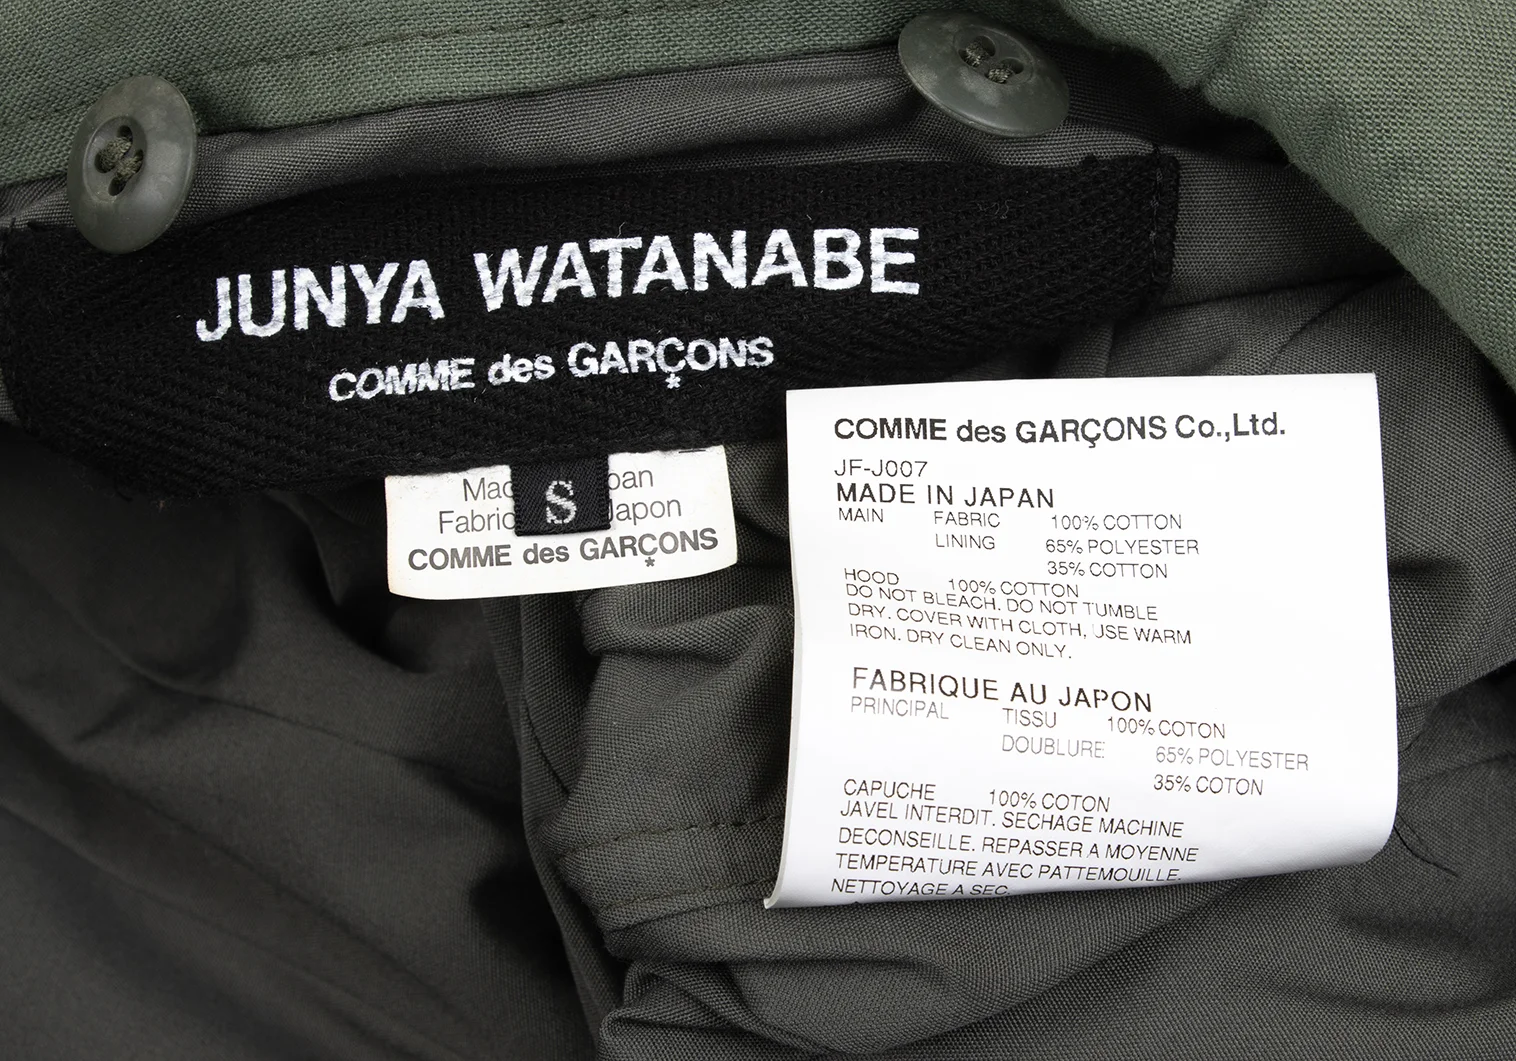 JUNYA WATANABE
COMME des GARÇONS
S
COMME des GARÇONS
COMME des GARÇONS Co.,Ltd.
JF-J007
MADE IN JAPAN
MAIN FABRIC 100% COTTON
LINING 65% POLYESTER
35% COTTON
HOOD 100% COTTON
DO NOT BLEACH. DO NOT TUMBLE
DRY. COVER WITH CLOTH, USE WARM
IRON. DRY CLEAN ONLY.
FABRIQUE AU JAPON
PRINCIPAL TISSU 100% COTON
DOUBLURE 65% POLYESTER
35% COTON
CAPUCHE 100% COTON
JAVEL INTERDIT. SECHAGE MACHINE
DECONSEILLE. REPASSER A MOYENNE
TEMPERATURE AVEC PATTEMOUILLE.
NETTOYAGE A SEC.